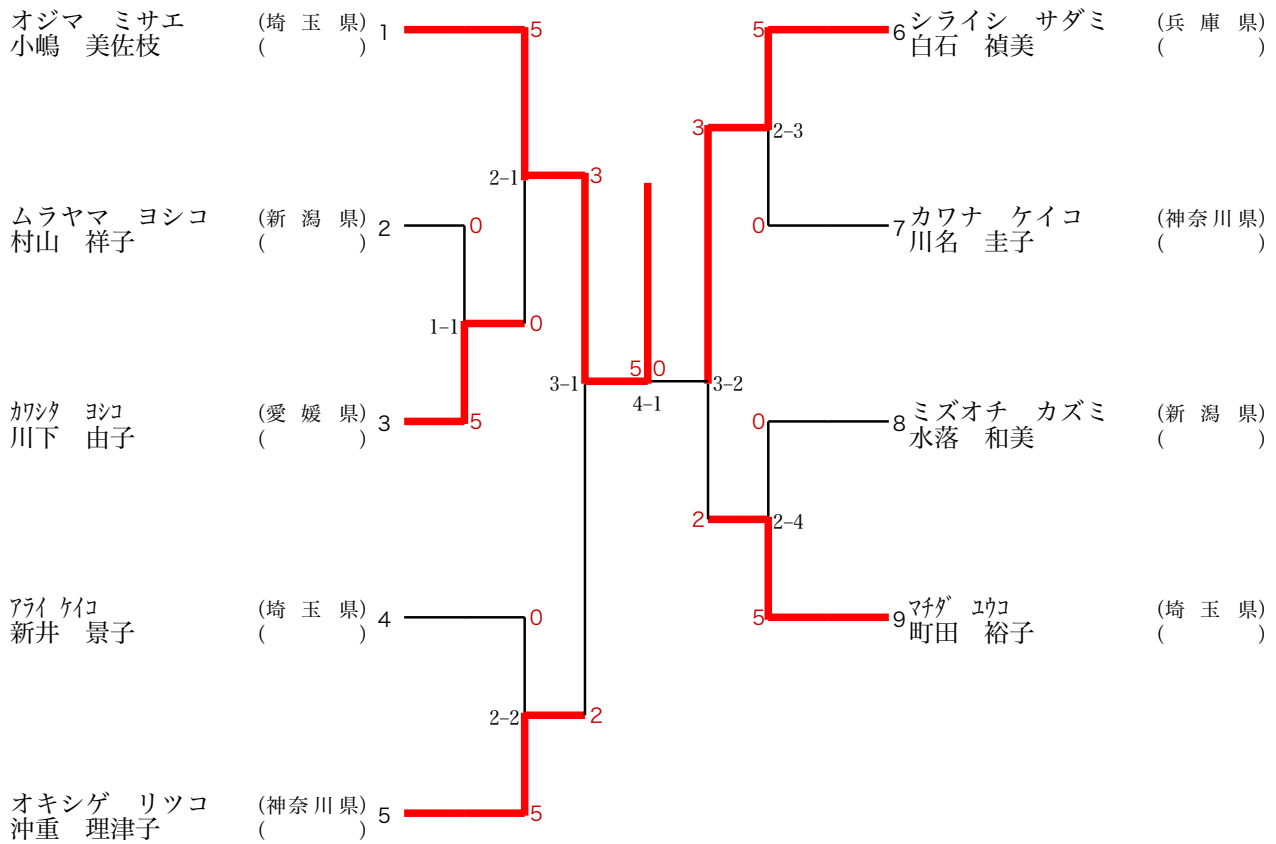 オジマ　ミサエ
小嶋　美佐枝
(埼 玉 県)
(　　　　)
1
5
ムラヤマ　ヨシコ
村山　祥子
(新 潟 県)
(　　　　)
2
0
2-1
3
1-1
0
ｶﾜｼﾀ　ﾖｼｺ
川下　由子
(愛 媛 県)
(　　　　)
3
5
3-1
5 0
4-1
ｱﾗｲ ｹｲｺ
新井　景子
(埼 玉 県)
(　　　　)
4
0
2-2
2
オキシゲ　リツコ
沖重　理津子
(神奈川県)
(　　　　)
5
5
5
6
シライシ　サダミ
白石　禎美
(兵 庫 県)
(　　　　)
3
2-3
0
7
カワナ　ケイコ
川名　圭子
(神奈川県)
(　　　　)
3-2
0
8
ミズオチ　カズミ
水落　和美
(新 潟 県)
(　　　　)
2
2-4
5
9
ﾏﾁﾀﾞ　ﾕｳｺ
町田　裕子
(埼 玉 県)
(　　　　)